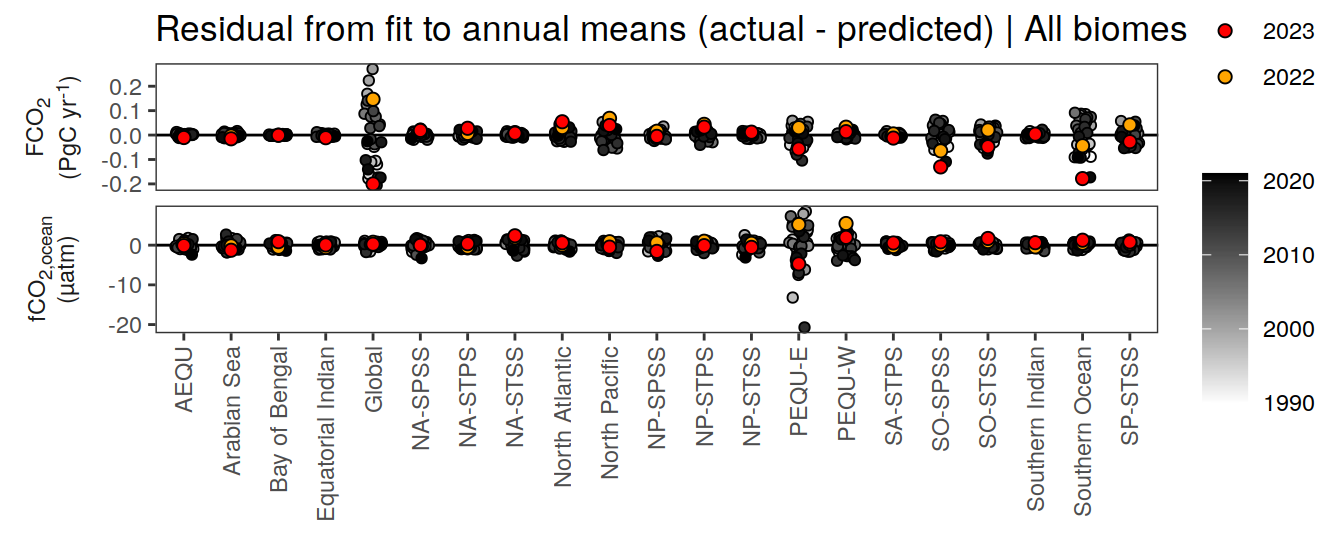 Residual from fit to annual means (actual - predicted) | All biomes
2023
2022
2020
2010
2000
1990
FCO₂
(PgC yr⁻¹)
0.2
0.1
0.0
-0.1
-0.2
fCO₂,ocean
(µatm)
0
-10
-20
AEQU
Arabian Sea
Bay of Bengal
Equatorial Indian
Global
NA-SPSS
NA-STPS
NA-STSS
North Atlantic
North Pacific
NP-SPSS
NP-STPS
NP-STSS
PEQU-E
PEQU-W
SA-STPS
SO-SPSS
SO-STSS
Southern Indian
Southern Ocean
SP-STSS